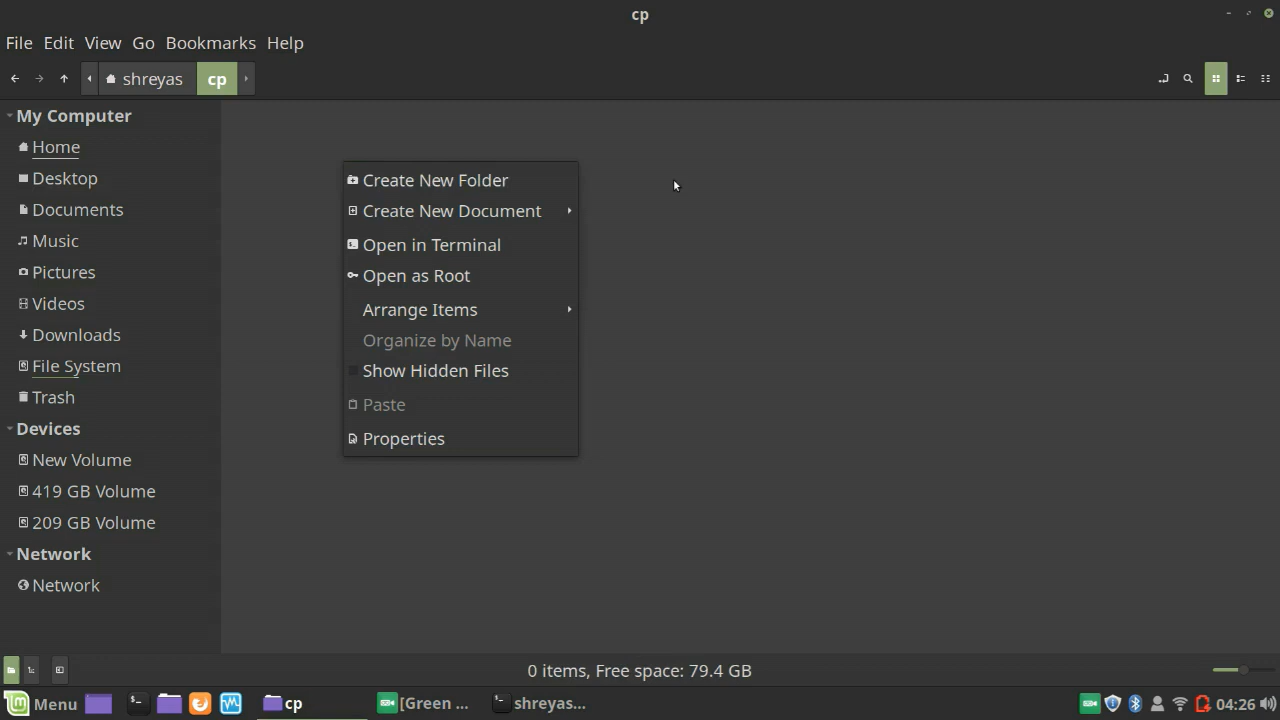 cp
File Edit View Go Bookmarks Help
shreyas cp
My Computer
Home
Desktop
Documents
Music
Pictures
Videos
Downloads
File System
Trash
Devices
New Volume
419 GB Volume
209 GB Volume
Network
Network
Create New Folder
Create New Document
Open in Terminal
Open as Root
Arrange Items
Organize by Name
Show Hidden Files
Paste
Properties
0 items, Free space: 79.4 GB
Menu cp [Green ... shreyas... 04:26